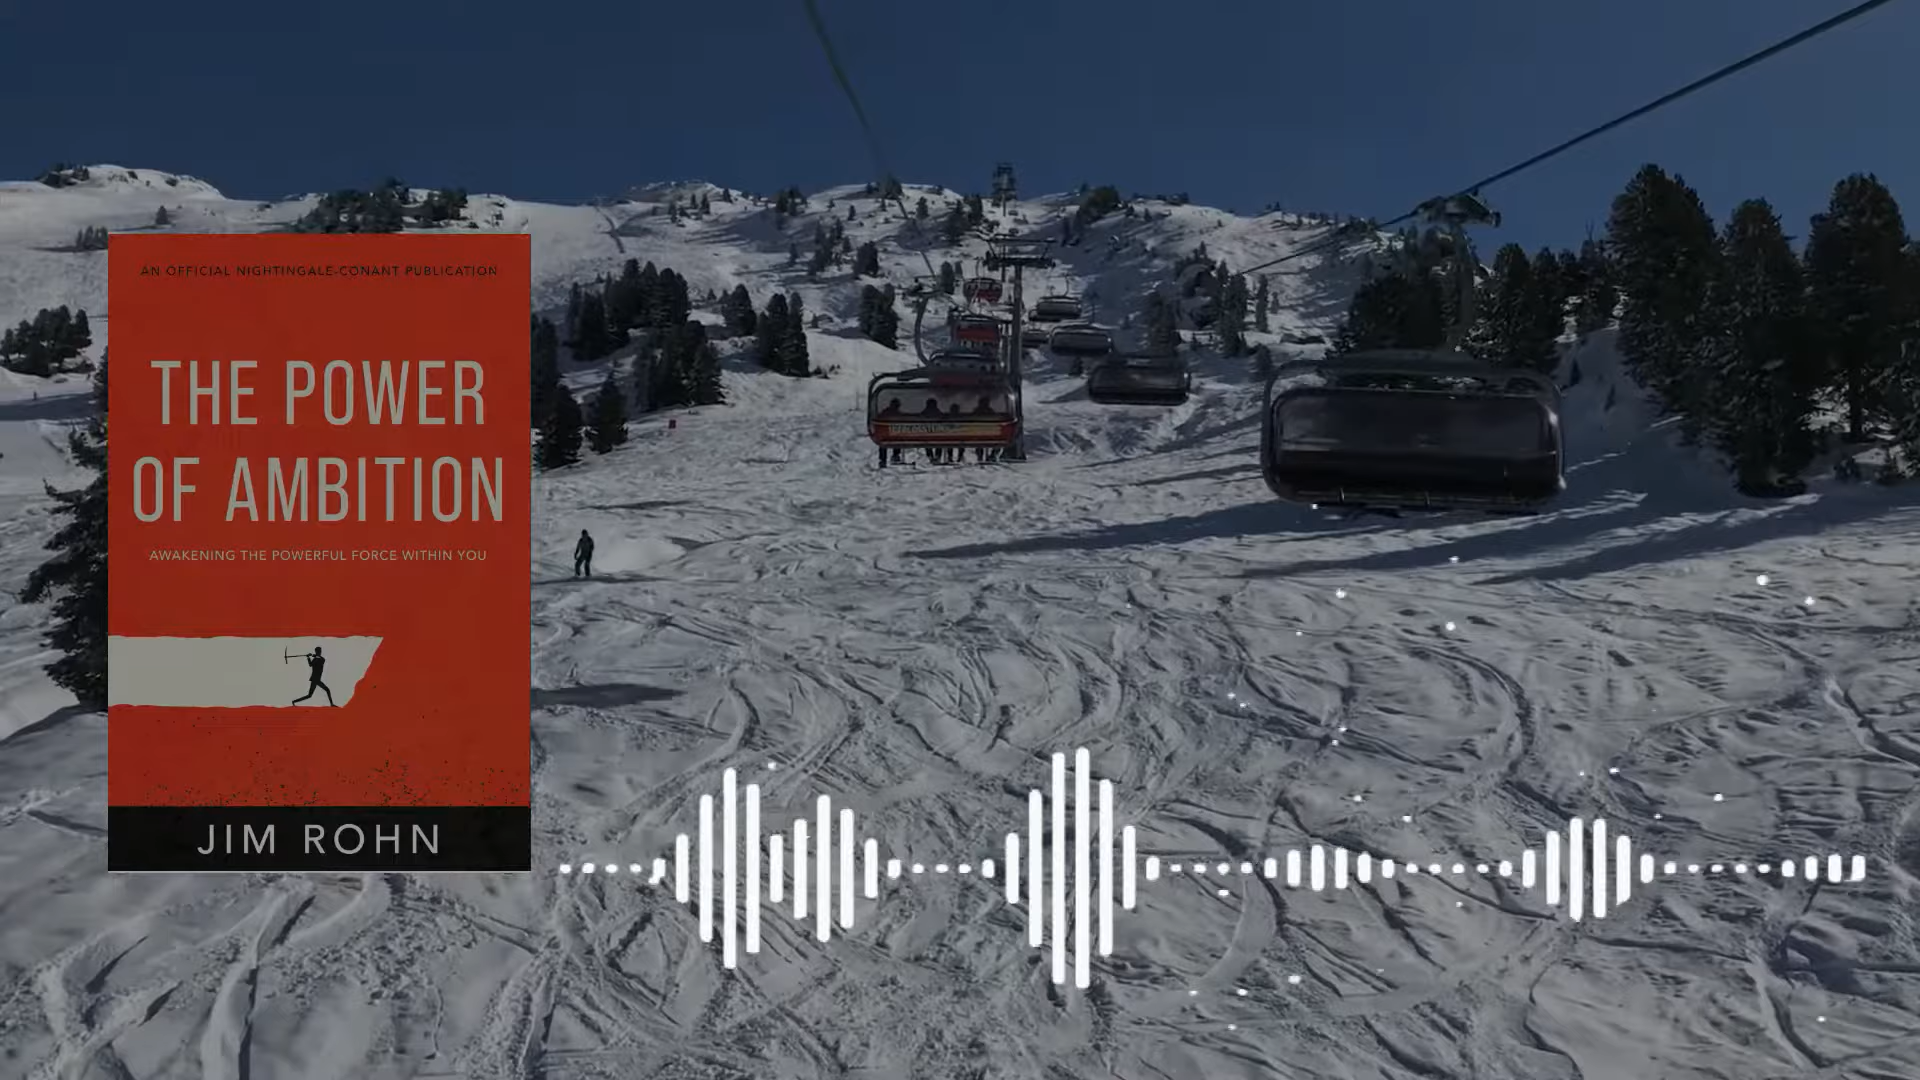 AN OFFICIAL NIGHTINGALE-CONANT PUBLICATION
THE POWER
OF AMBITION
AWAKENING THE POWERFUL FORCE WITHIN YOU
JIM ROHN